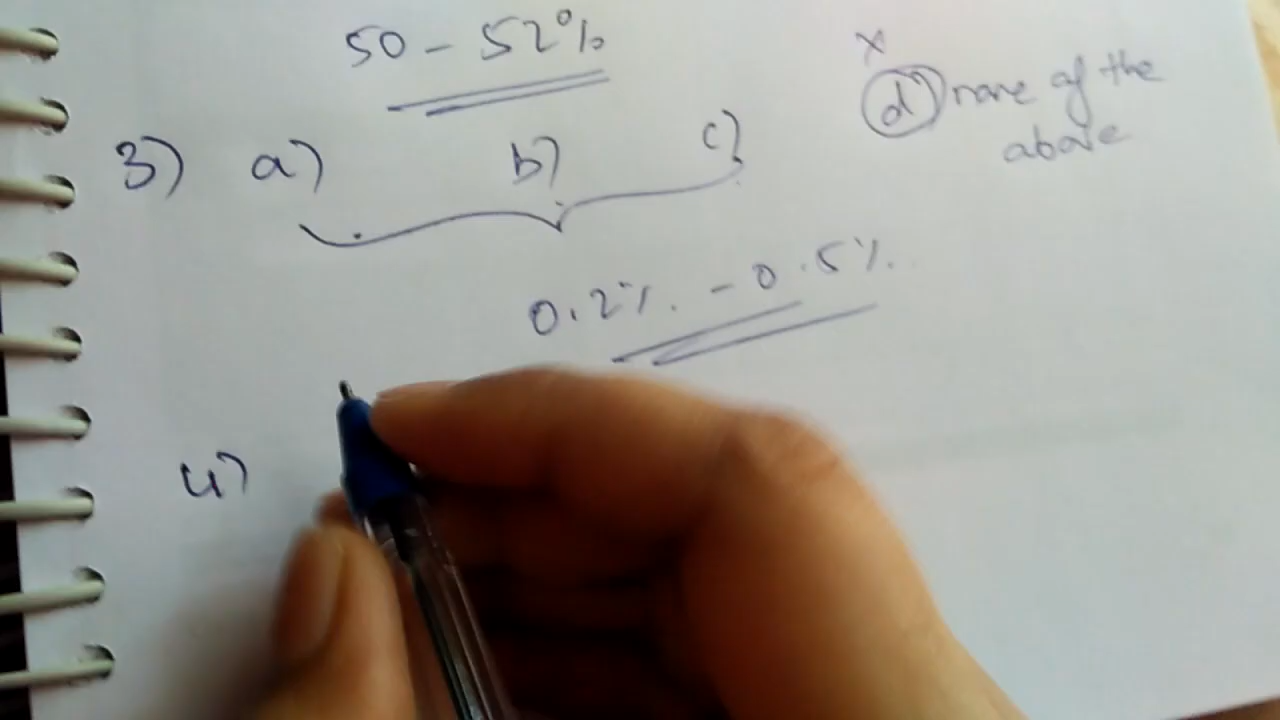 50 - 52%
x
d) none of the
above
3) a) b) c)
0.2% - 0.5%
4)